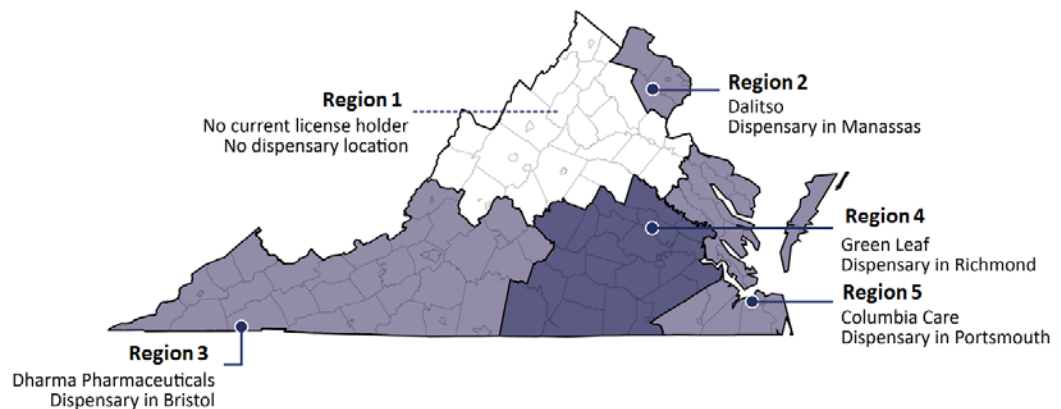 Region 1
No current license holder
No dispensary location
Region 2
Dalitso
Dispensary in Manassas
Region 4
Green Leaf
Dispensary in Richmond
Region 5
Columbia Care
Dispensary in Portsmouth
Region 3
Dharma Pharmaceuticals
Dispensary in Bristol